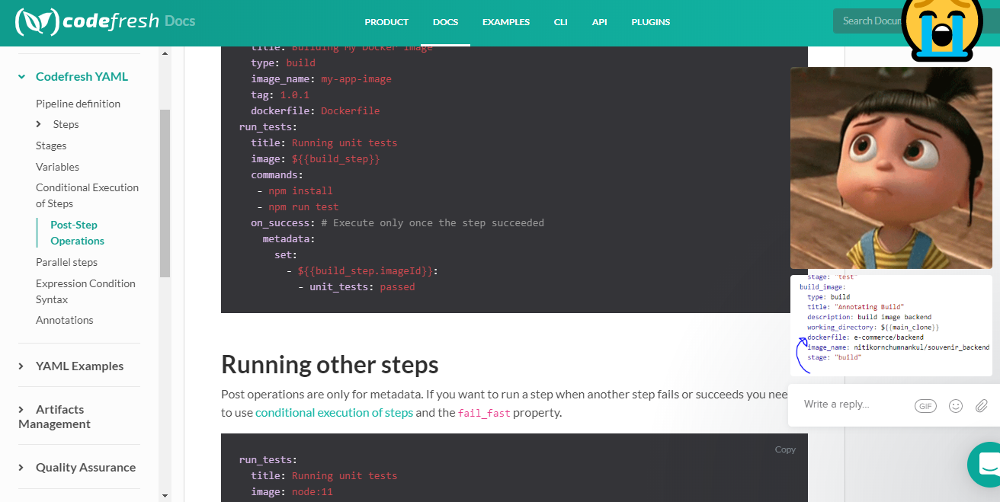 codefresh Docs
PRODUCT
DOCS
EXAMPLES
CLI
API
PLUGINS
Search
Codefresh YAML
Pipeline definition
Steps
Stages
Variables
Conditional Execution
of Steps
Post-Step
Operations
Parallel steps
Expression Condition
Syntax
Annotations
YAML Examples
Artifacts
Management
Quality Assurance
title: Building My Docker image
type: build
image_name: my-app-image
tag: 1.0.1
dockerfile: Dockerfile
run_tests:
title: Running unit tests
image: ${{build_step}}
commands:
- npm install
- npm run test
on_success: # Execute only once the step succeeded
metadata:
set:
- ${{build_step.imageId}}:
- unit_tests: passed
Running other steps
Post operations are only for metadata. If you want to run a step when another step fails or succeeds you
to use conditional execution of steps and the fail_fast property.
Copy
run_tests:
title: Running unit tests
image: node:11
stage: "test"
build_image:
type: build
title: "Annotating Build"
description: build image backend
working_directory: ${{main_clone}}
dockerfile: e-commerce/backend
image_name: nitikornchumnankul/souvenir_backend
stage: "build"
Write a reply...
GIF